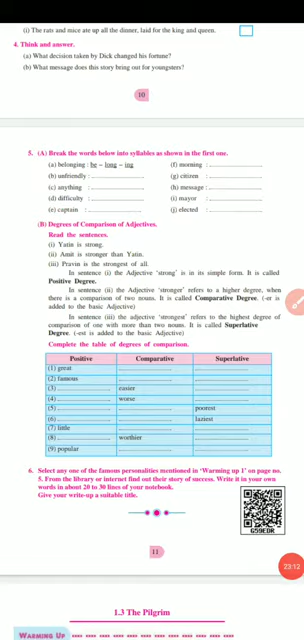 (i) The rats and mice ate up all the dinner, laid for the king and queen.
4. Think and answer.
(a) What decision taken by Dick changed his fortune?
(b) What message does this story bring out for youngsters?
10
5. (A) Break the words below into syllables as shown in the first one.
(a) belonging : be – long – ing (f) morning : ..............................
(b) unfriendly : .............................. (g) citizen : ..............................
(c) anything : .............................. (h) message : ..............................
(d) difficulty : .............................. (i) mayor : ..............................
(e) captain : .............................. (j) elected : ..............................
(B) Degrees of Comparison of Adjectives.
Read the sentences.
(i) Yatin is strong.
(ii) Amit is stronger than Yatin.
(iii) Pravin is the strongest of all.
In sentence (i) the Adjective 'strong' is in its simple form. It is called
Positive Degree.
In sentence (ii) the Adjective 'stronger' refers to a higher degree, when
there is a comparison of two nouns. It is called Comparative Degree. (-er is
added to the basic Adjective)
In sentence (iii) the adjective 'strongest' refers to the highest degree of
comparison of one with more than two nouns. It is called Superlative
Degree. (-est is added to the basic Adjective)
Complete the table of degrees of comparison.
Positive Comparative Superlative
(1) great .............................. ..............................
(2) famous .............................. ..............................
(3) .............................. easier ..............................
(4) .............................. worse ..............................
(5) .............................. .............................. poorest
(6) .............................. .............................. laziest
(7) little .............................. ..............................
(8) .............................. worthier ..............................
(9) popular .............................. ..............................
6. Select any one of the famous personalities mentioned in 'Warming up 1' on page no.
5. From the library or internet find out their story of success. Write it in your own
words in about 20 to 30 lines of your notebook.
Give your write-up a suitable title.
G59EDR
11
23:12
1.3 The Pilgrim
WARMING UP